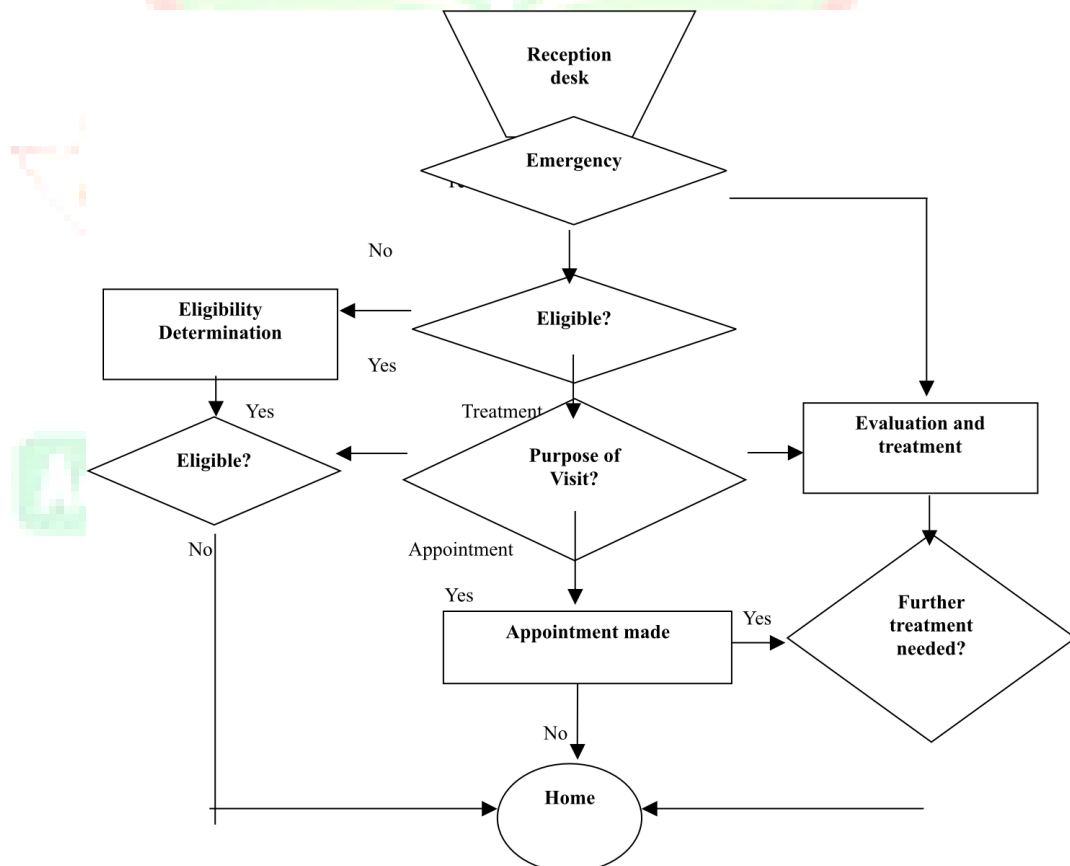 Reception
desk
Emergency
No
Eligibility
Determination
Eligible?
Yes
Treatment
Yes
Evaluation and
treatment
Eligible?
Purpose of
Visit?
No
Appointment
Yes
Further
treatment
needed?
Appointment made
Yes
No
Home